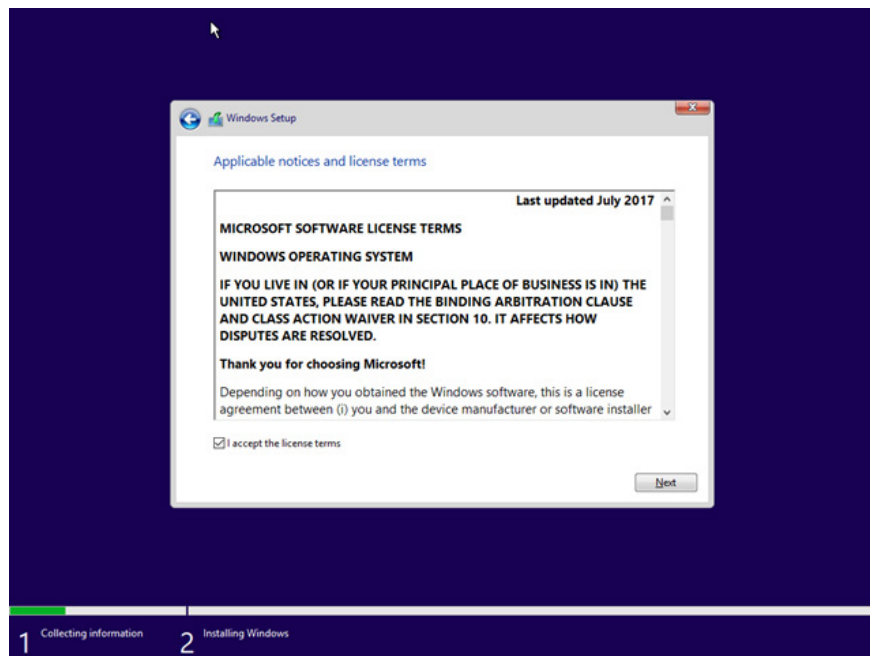 Windows Setup
Applicable notices and license terms
Last updated July 2017
MICROSOFT SOFTWARE LICENSE TERMS
WINDOWS OPERATING SYSTEM
IF YOU LIVE IN (OR IF YOUR PRINCIPAL PLACE OF BUSINESS IS IN) THE
UNITED STATES, PLEASE READ THE BINDING ARBITRATION CLAUSE
AND CLASS ACTION WAIVER IN SECTION 10. IT AFFECTS HOW
DISPUTES ARE RESOLVED.
Thank you for choosing Microsoft!
Depending on how you obtained the Windows software, this is a license
agreement between (i) you and the device manufacturer or software installer
I accept the license terms
Next
1 Collecting information
2 Installing Windows